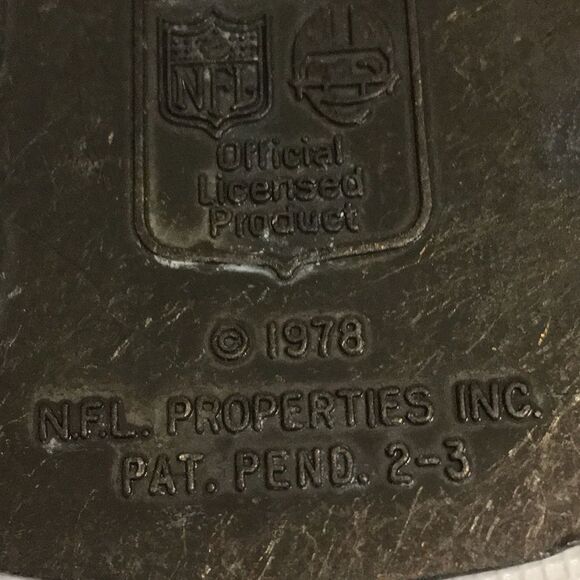 NFL
Official
Licensed
Product
© 1978
N.F.L. PROPERTIES INC.
PAT. PEND. 2-3